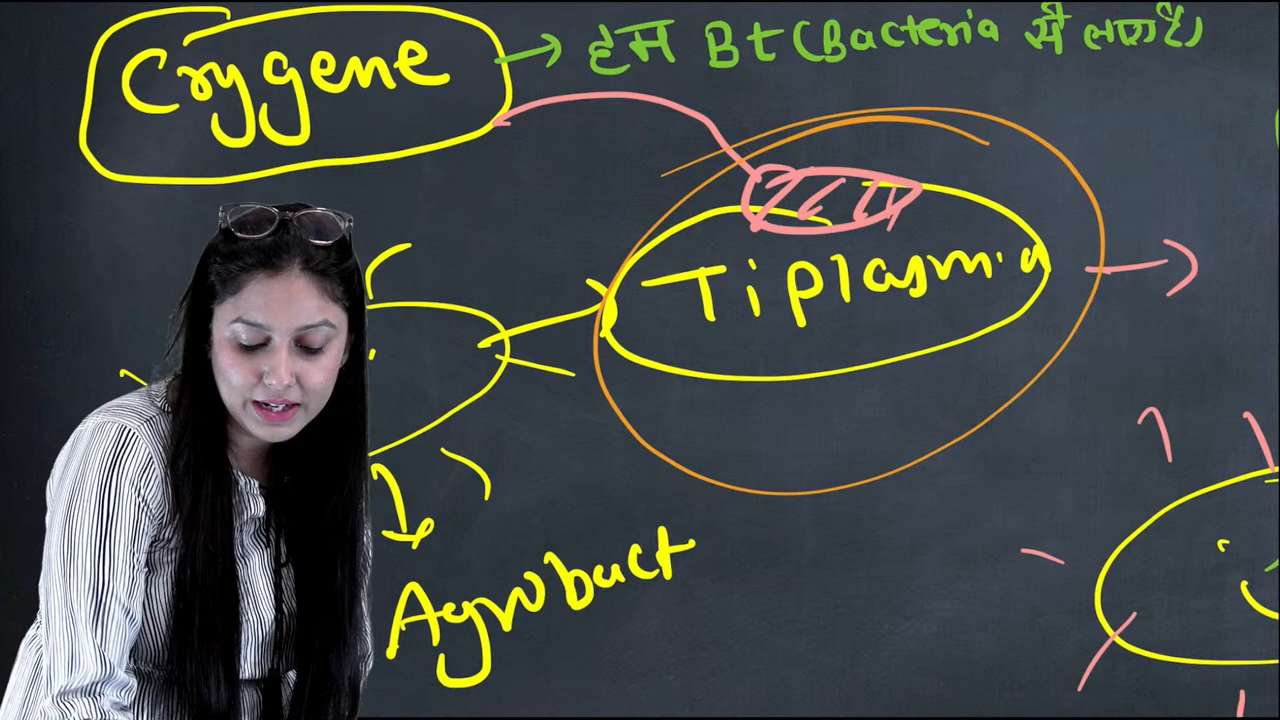 Crygene
हम Bt (Bacteria से लाते है)
Tiplasmid
Agrobact